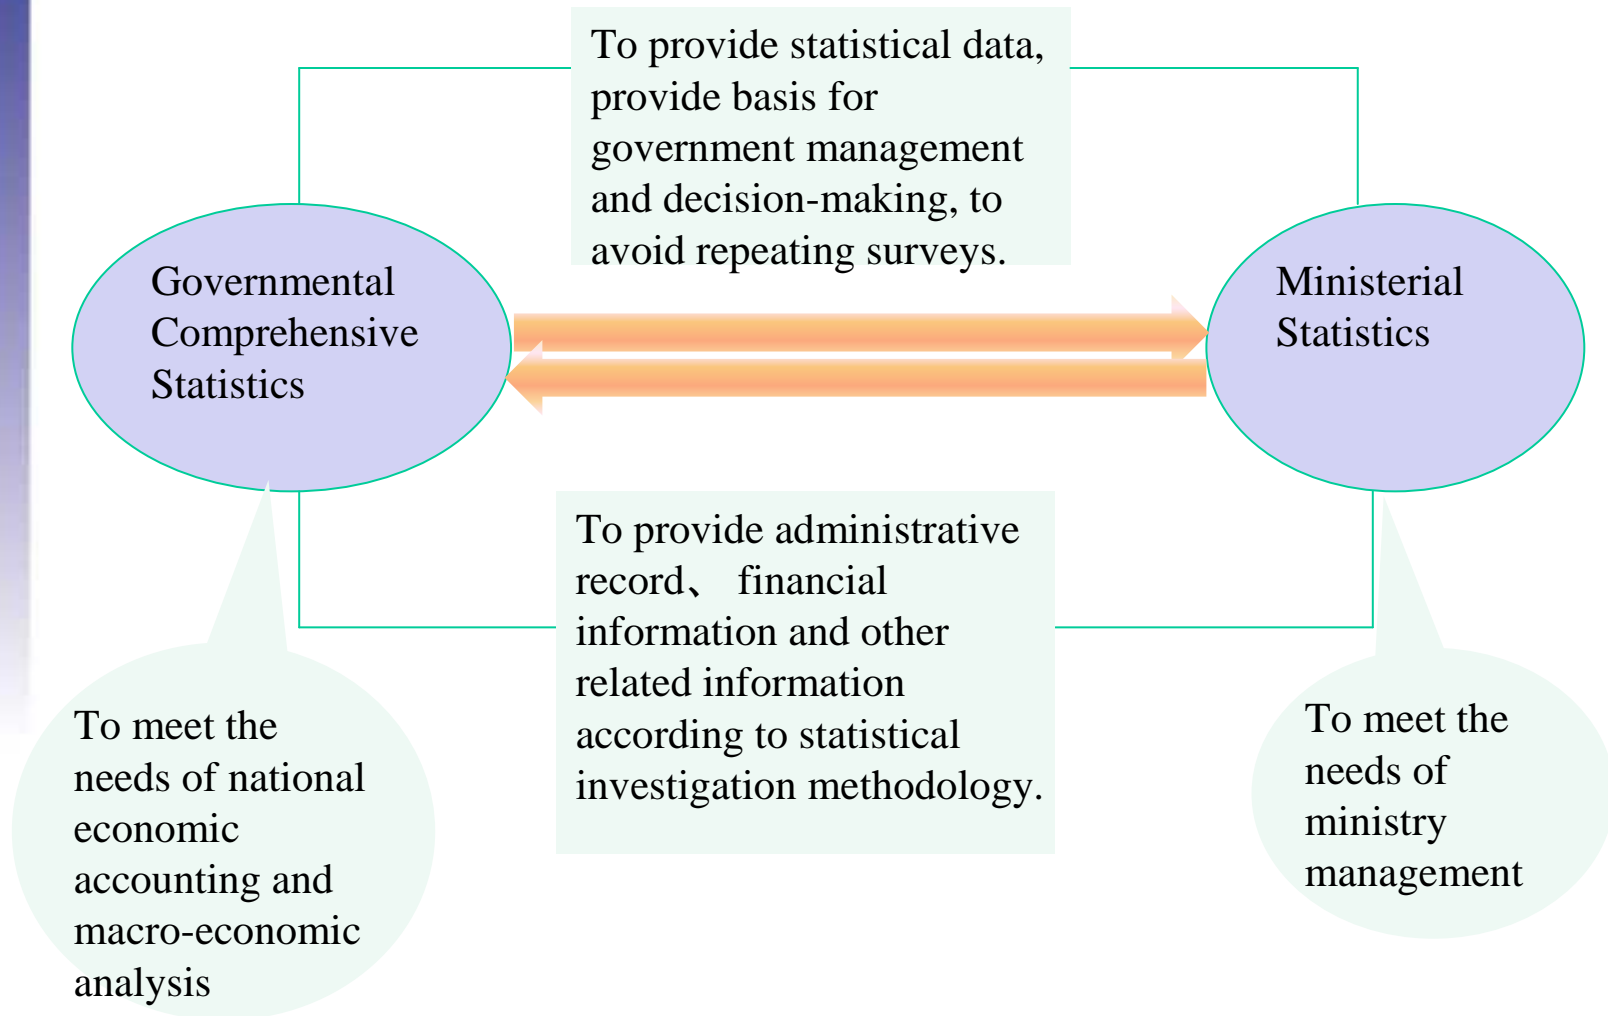 To provide statistical data,
provide basis for
government management
and decision-making, to
avoid repeating surveys.
Governmental
Comprehensive
Statistics
Ministerial
Statistics
To provide administrative
record、 financial
information and other
related information
according to statistical
investigation methodology.
To meet the
needs of national
economic
accounting and
macro-economic
analysis
To meet the
needs of
ministry
management